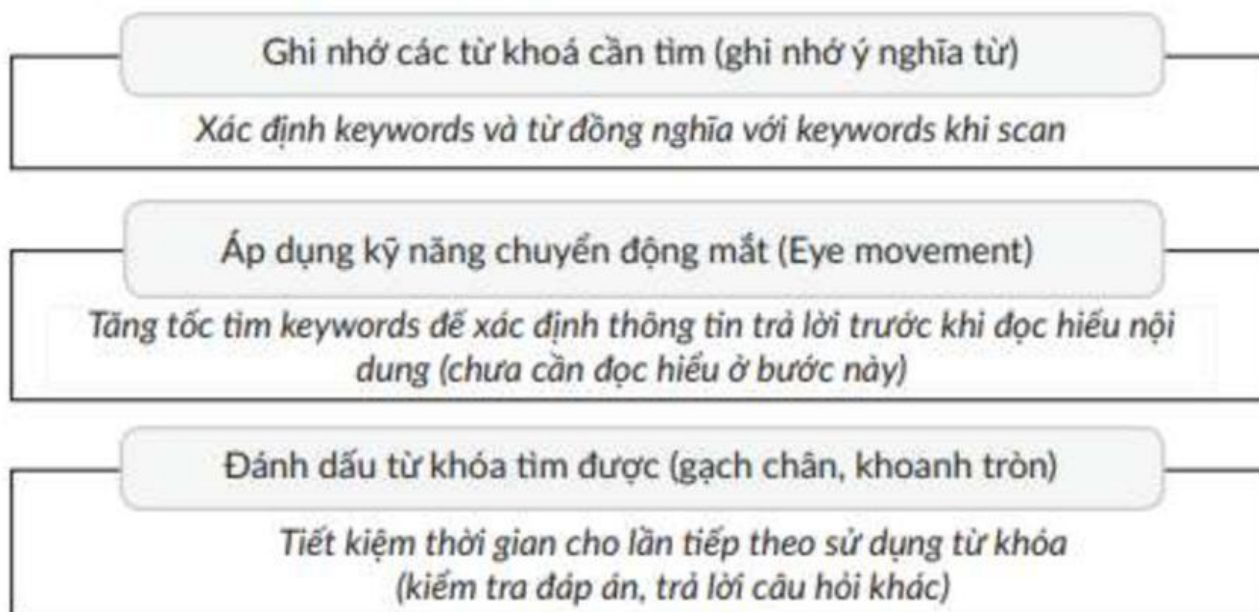 Ghi nhớ các từ khoá cần tìm (ghi nhớ ý nghĩa từ)
Xác định keywords và từ đồng nghĩa với keywords khi scan
Áp dụng kỹ năng chuyển động mắt (Eye movement)
Tăng tốc tìm keywords để xác định thông tin trả lời trước khi đọc hiểu nội
dung (chưa cần đọc hiểu ở bước này)
Đánh dấu từ khóa tìm được (gạch chân, khoanh tròn)
Tiết kiệm thời gian cho lần tiếp theo sử dụng từ khóa
(kiểm tra đáp án, trả lời câu hỏi khác)